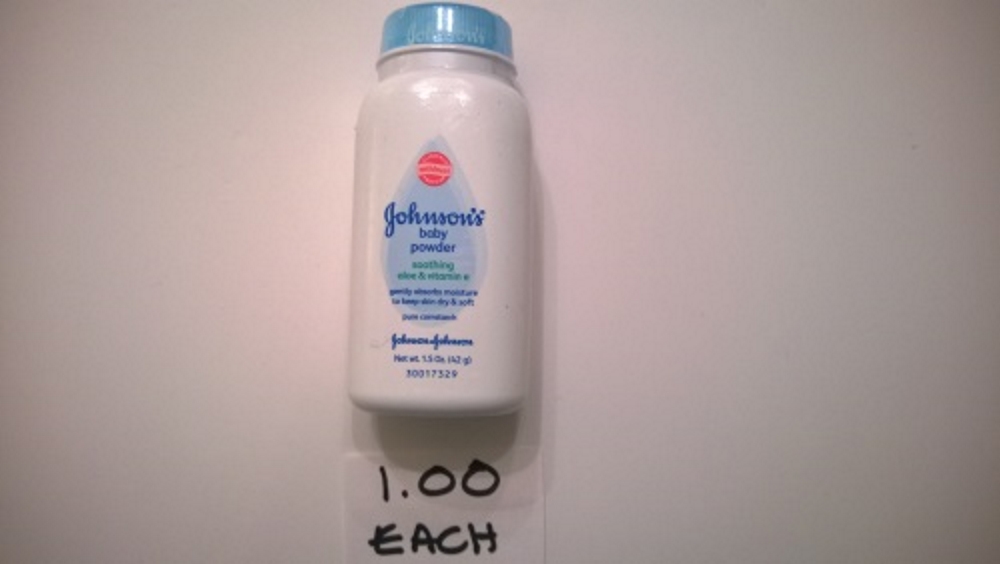 Johnson's
Johnson's
baby
powder
soothing
aloe & vitamin e
gently absorbs moisture
to keep skin dry & soft
pure cornstarch
Johnson & Johnson
Net wt. 1.5 Oz. (42 g)
30017329
1.00
EACH